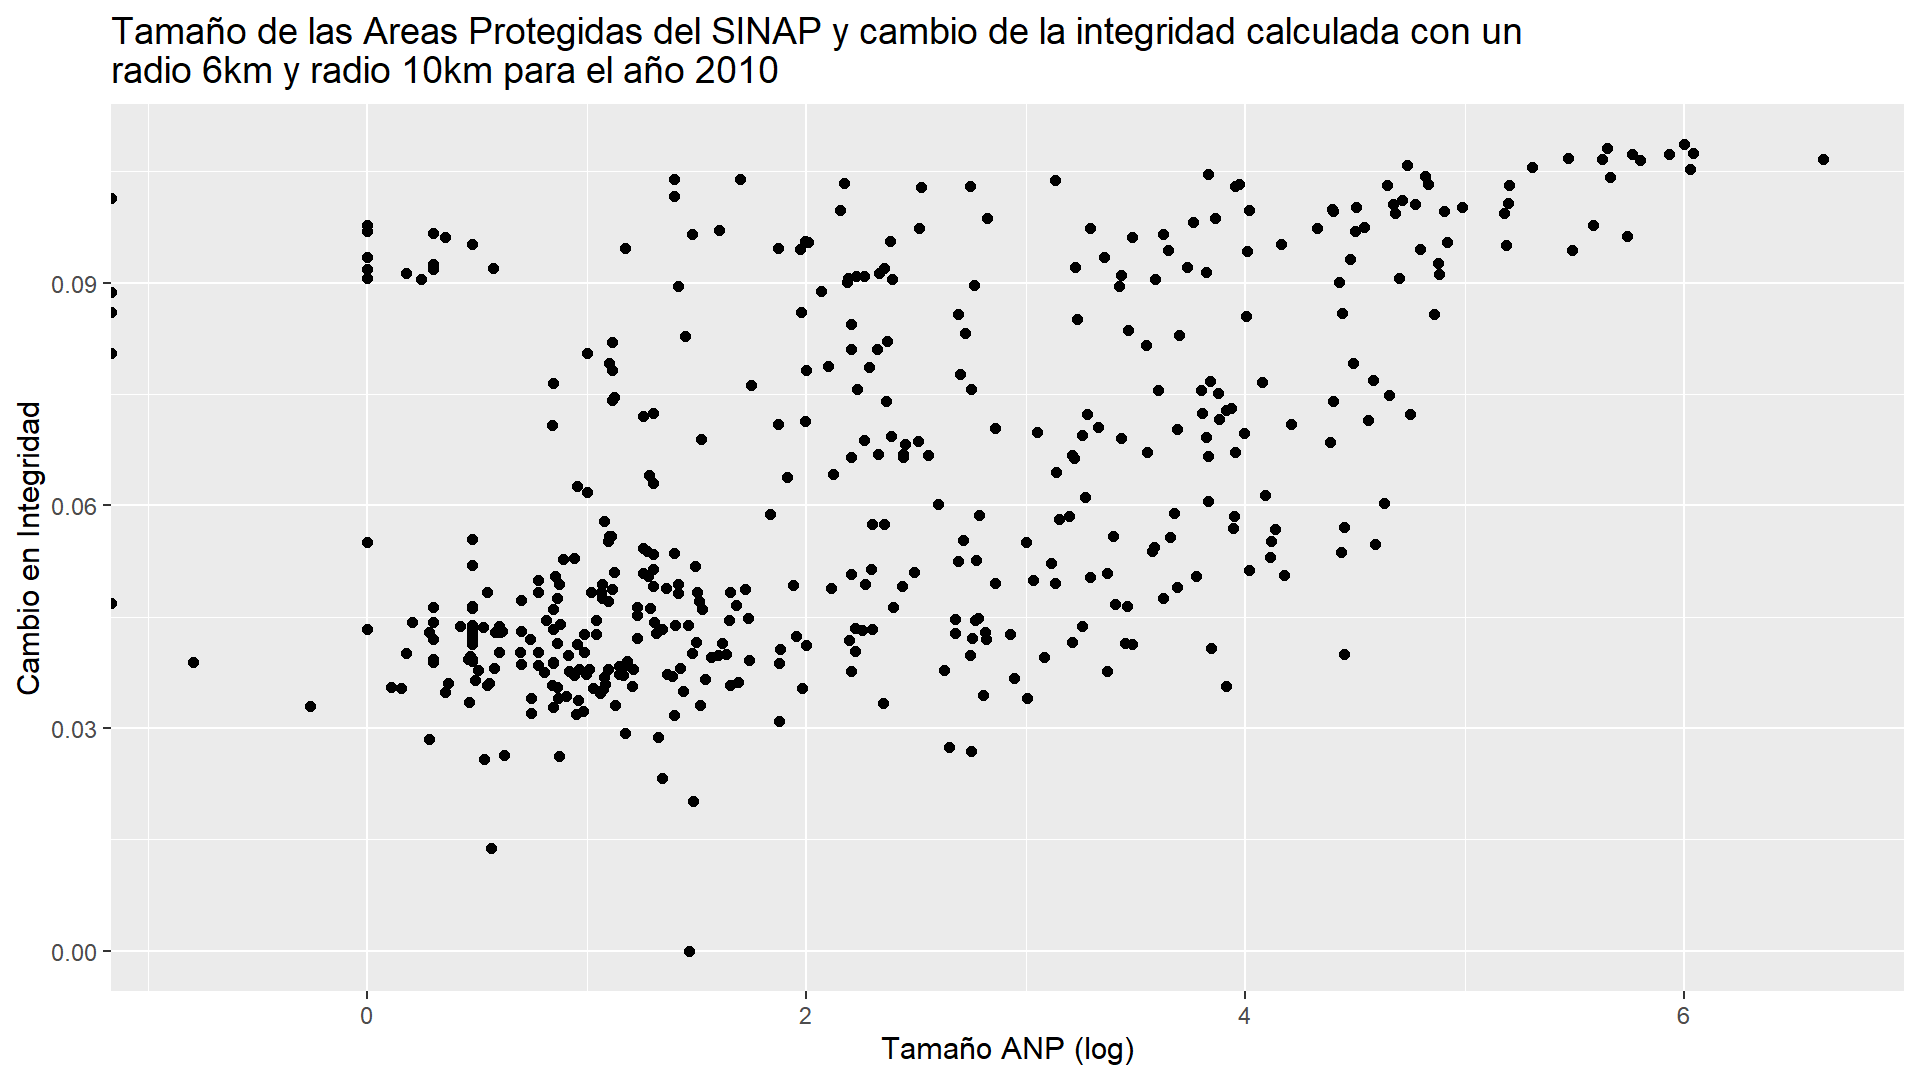 Tamaño de las Areas Protegidas del SINAP y cambio de la integridad calculada con un
radio 6km y radio 10km para el año 2010
Cambio en Integridad
0.09
0.06
0.03
0.00
0
2
4
6
Tamaño ANP (log)